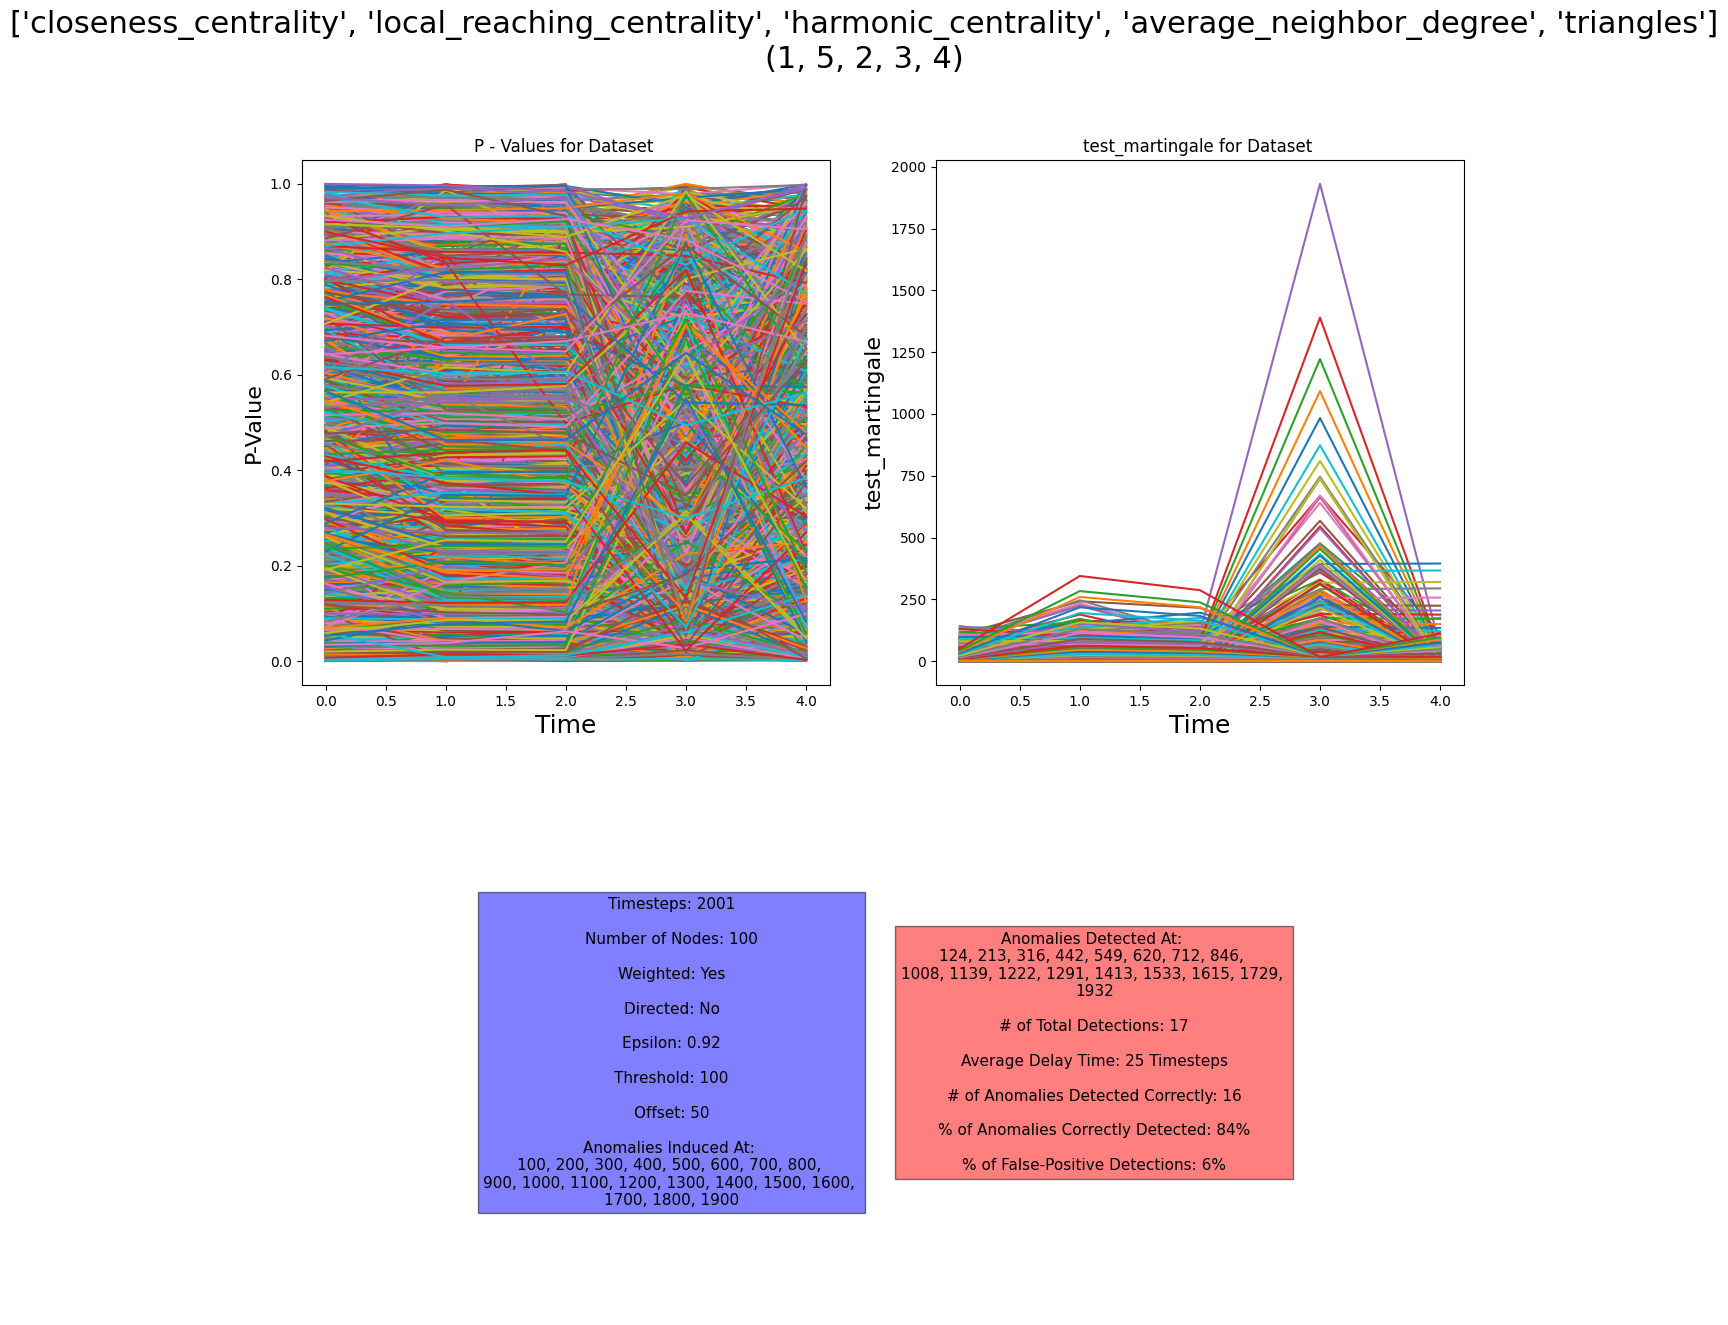 ['closeness_centrality', 'local_reaching_centrality', 'harmonic_centrality', 'average_neighbor_degree', 'triangles']
(1, 5, 2, 3, 4)
P - Values for Dataset
1.0
0.8
0.6
0.4
0.2
0.0
P-Value
0.0 0.5 1.0 1.5 2.0 2.5 3.0 3.5 4.0
Time
test_martingale for Dataset
2000
1750
1500
1250
1000
750
500
250
0
test_martingale
0.0 0.5 1.0 1.5 2.0 2.5 3.0 3.5 4.0
Time
Timesteps: 2001
Number of Nodes: 100
Weighted: Yes
Directed: No
Epsilon: 0.92
Threshold: 100
Offset: 50
Anomalies Induced At:
100, 200, 300, 400, 500, 600, 700, 800,
900, 1000, 1100, 1200, 1300, 1400, 1500, 1600,
1700, 1800, 1900
Anomalies Detected At:
124, 213, 316, 442, 549, 620, 712, 846,
1008, 1139, 1222, 1291, 1413, 1533, 1615, 1729,
1932
# of Total Detections: 17
Average Delay Time: 25 Timesteps
# of Anomalies Detected Correctly: 16
% of Anomalies Correctly Detected: 84%
% of False-Positive Detections: 6%